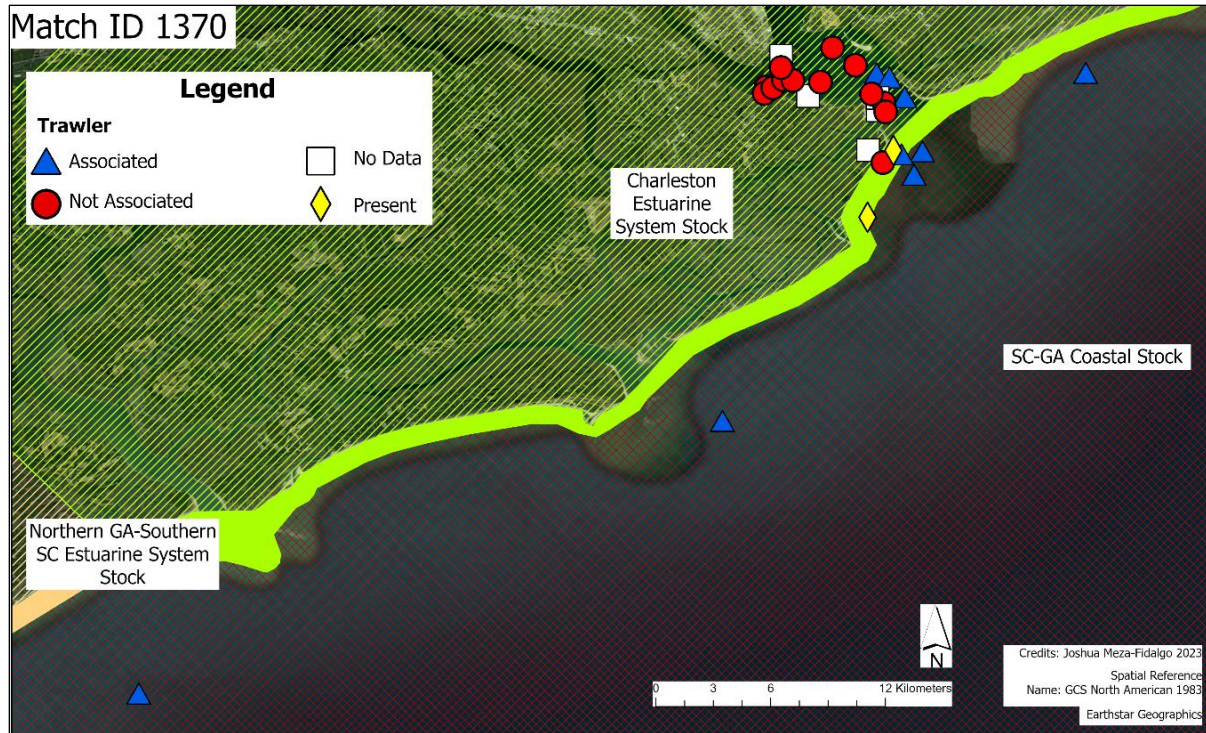 Match ID 1370
Legend
Trawler
Associated
No Data
Not Associated
Present
Charleston
Estuarine
System Stock
SC-GA Coastal Stock
Northern GA-Southern
SC Estuarine System
Stock
N
0 3 6 12 Kilometers
Credits: Joshua Meza-Fidalgo 2023
Spatial Reference
Name: GCS North American 1983
Earthstar Geographics